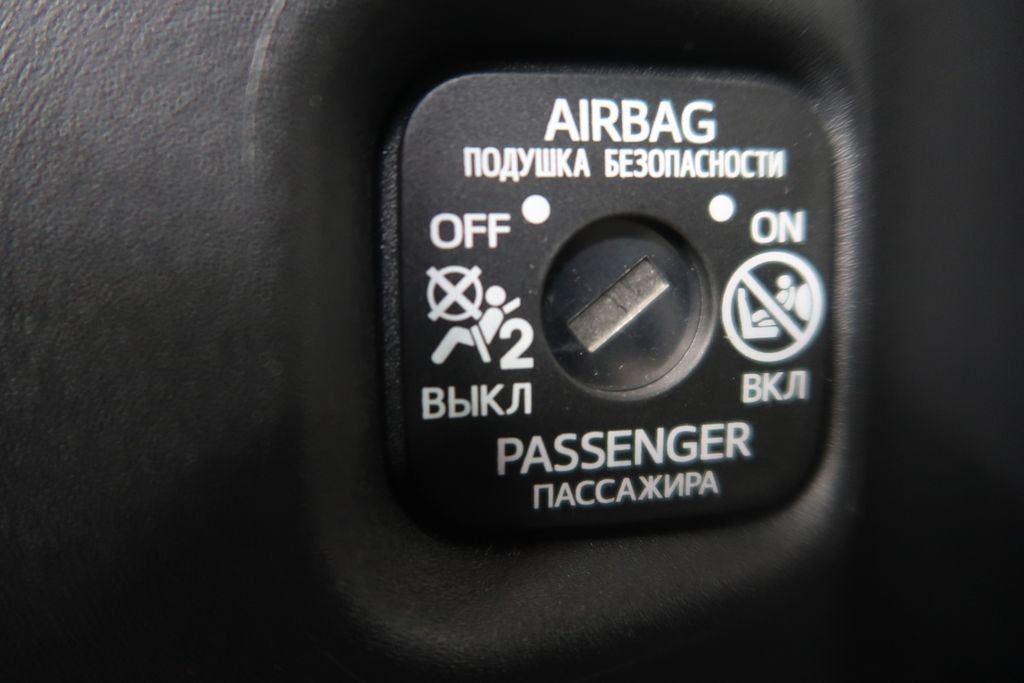 AIRBAG
ПОДУШКА БЕЗОПАСНОСТИ
OFF
ON
2
ВЫКЛ
ВКЛ
PASSENGER
ПАССАЖИРА